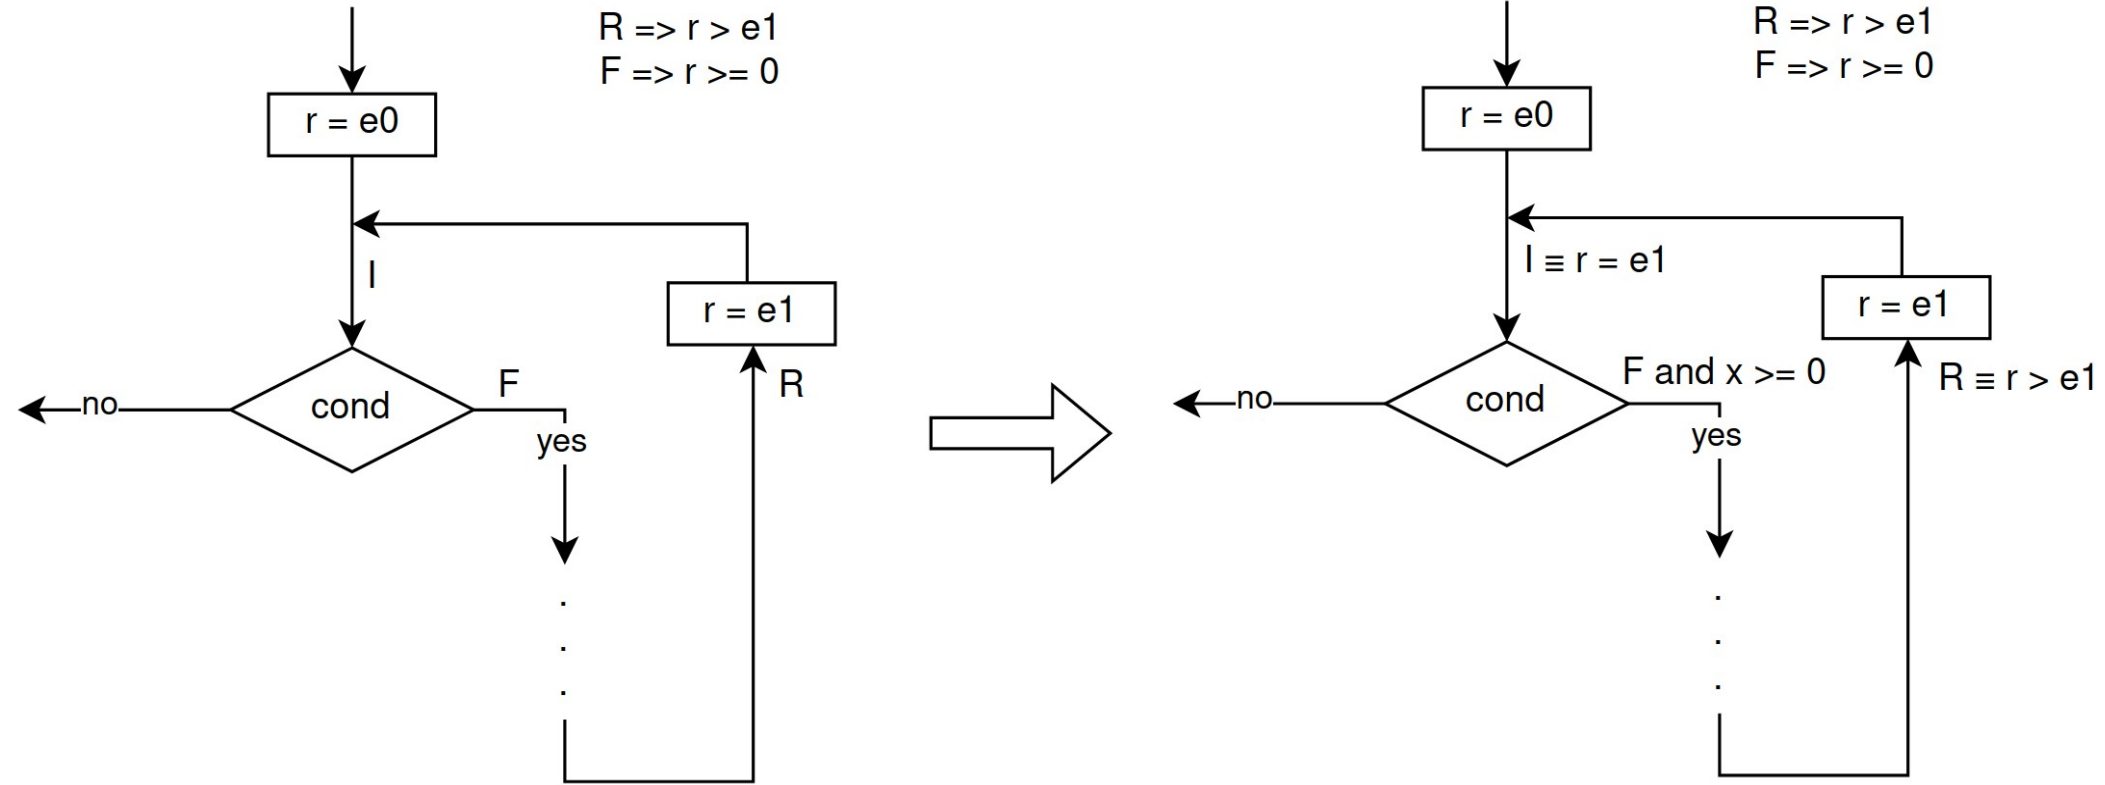 R => r > e1
F => r >= 0
r = e0
I
r = e1
F
R
cond
no
yes
.
.
.
R => r > e1
F => r >= 0
r = e0
I ≡ r = e1
r = e1
F and x >= 0
R ≡ r > e1
cond
no
yes
.
.
.